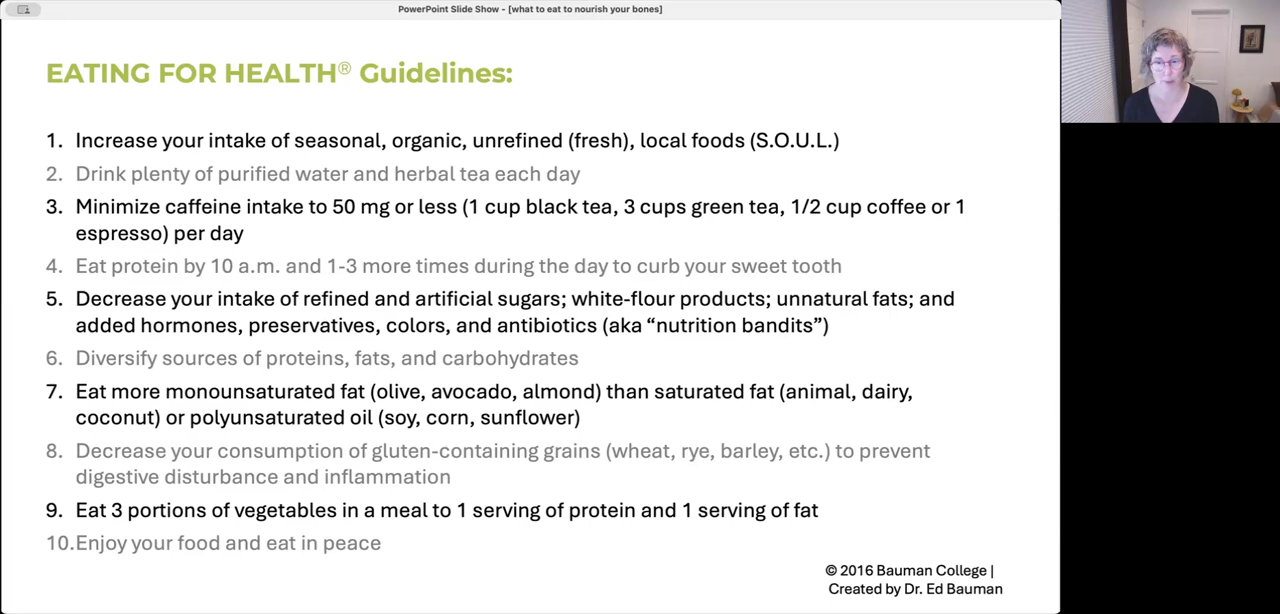 PowerPoint Slide Show - [what to eat to nourish your bones]
EATING FOR HEALTH® Guidelines:
1. Increase your intake of seasonal, organic, unrefined (fresh), local foods (S.O.U.L.)
2. Drink plenty of purified water and herbal tea each day
3. Minimize caffeine intake to 50 mg or less (1 cup black tea, 3 cups green tea, 1/2 cup coffee or 1
espresso) per day
4. Eat protein by 10 a.m. and 1-3 more times during the day to curb your sweet tooth
5. Decrease your intake of refined and artificial sugars; white-flour products; unnatural fats; and
added hormones, preservatives, colors, and antibiotics (aka “nutrition bandits”)
6. Diversify sources of proteins, fats, and carbohydrates
7. Eat more monounsaturated fat (olive, avocado, almond) than saturated fat (animal, dairy,
coconut) or polyunsaturated oil (soy, corn, sunflower)
8. Decrease your consumption of gluten-containing grains (wheat, rye, barley, etc.) to prevent
digestive disturbance and inflammation
9. Eat 3 portions of vegetables in a meal to 1 serving of protein and 1 serving of fat
10.Enjoy your food and eat in peace
© 2016 Bauman College |
Created by Dr. Ed Bauman